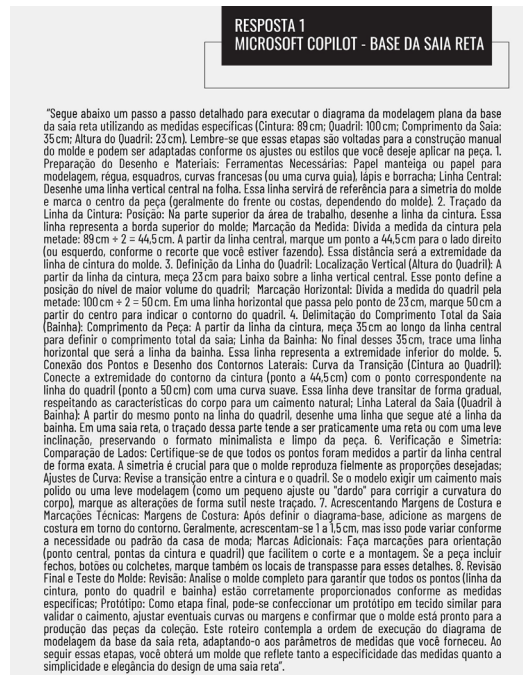 RESPOSTA 1
MICROSOFT COPILOT - BASE DA SAIA RETA
"Segue abaixo um passo a passo detalhado para executar o diagrama da modelagem plana da base
da saia reta utilizando as medidas específicas (Cintura: 89 cm; Quadril: 100 cm; Comprimento da Saia:
35 cm; Altura do Quadril: 23 cm). Lembre-se que essas etapas são voltadas para a construção manual
do molde e podem ser adaptadas conforme os ajustes ou estilos que você deseje aplicar na peça. 1.
Preparação do Desenho e Materiais: Ferramentas Necessárias: Papel manteiga ou papel para
modelagem, régua, esquadros, curvas francesas (ou uma curva guia), lápis e borracha; Linha Central:
Desenhe uma linha vertical central na folha. Essa linha servirá de referência para a simetria do molde
e marca o centro da peça (geralmente do frente ou costas, dependendo do molde). 2. Traçado da
Linha da Cintura: Posição: Na parte superior da área de trabalho, desenhe a linha da cintura. Essa
linha representa a borda superior do molde; Marcação da Medida: Divida a medida da cintura pela
metade: 89 cm ÷ 2 = 44,5 cm. A partir da linha central, marque um ponto a 44,5 cm para o lado direito
(ou esquerdo, conforme o recorte que você estiver fazendo). Essa distância será a extremidade da
linha de cintura do molde. 3. Definição da Linha do Quadril: Localização Vertical (Altura do Quadril): A
partir da cintura, meça 23 cm para baixo sobre a linha vertical central. Esse ponto define a
posição do nível de maior volume do quadril; Marcação Horizontal: Divida a medida do quadril pela
metade: 100 cm ÷ 2 = 50 cm. Em uma linha horizontal que passa pelo ponto de 23 cm, marque 50 cm a
partir do centro para indicar o contorno do quadril. 4. Delimitação do Comprimento Total da Saia
(Bainha): Comprimento da Peça: A partir da linha da cintura, meça 35 cm ao longo da linha central
para definir o comprimento total da saia; Linha da Bainha: No final desses 35 cm, trace uma linha
horizontal que será a linha da bainha. Essa linha representa a extremidade inferior do molde. 5.
Conexão dos Pontos e Desenho dos Contornos Laterais: Curva da Transição (Cintura ao Quadril):
Conecte a extremidade do contorno da cintura (ponto a 44,5 cm) com o ponto correspondente na
linha do quadril (ponto a 50 cm) com uma curva suave. Essa linha deve transitar de forma gradual,
respeitando as características do corpo para um caimento natural; Linha Lateral da Saia (Quadril à
Bainha): A partir do mesmo ponto na linha do quadril, desenhe uma linha que segue até a linha da
bainha. Em uma saia reta, o traçado dessa parte tende a ser praticamente uma reta ou com uma leve
inclinação, preservando o formato minimalista e limpo da peça. 6. Verificação e Simetria:
Comparação de Lados: Certifique-se de que todos os pontos foram medidos a partir da linha central
de forma exata. A simetria é crucial para que o molde reproduza fielmente as proporções desejadas;
Ajustes de Curva: Revise a transição entre a cintura e o quadril. Se o modelo exigir um caimento mais
polido ou uma leve modelagem (como um pequeno ajuste ou "dardo" para corrigir a curvatura do
corpo), marque as alterações de forma sutil neste traçado. 7. Acrescentando Margens de Costura e
Marcações Técnicas: Margens de Costura: Após definir o diagrama-base, adicione as margens de
costura em torno do contorno. Geralmente, acrescentam-se 1 a 1,5 cm, mas isso pode variar conforme
a necessidade ou padrão da casa de moda; Marcas Adicionais: Faça marcações para orientação
(ponto central, pontas da cintura e quadril) que facilitem o corte e a montagem. Se a peça incluir
fechos, botões ou colchetes, marque também os locais de transpasse para esses detalhes. 8. Revisão
Final e Teste do Molde: Revisão: Analise o molde completo para garantir que todos os pontos (linha da
cintura, ponto do quadril e bainha) estão corretamente proporcionados conforme as medidas
específicas; Protótipo: Como etapa final, pode-se confeccionar um protótipo em tecido similar para
validar o caimento, ajustar eventuais curvas ou margens e confirmar que o molde está pronto para a
produção das peças da coleção. Este roteiro contempla a ordem de execução do diagrama de
modelagem da base da saia reta, adaptando-o aos parâmetros de medidas que você forneceu. Ao
seguir essas etapas, você obterá um molde que reflete tanto a especificidade das medidas quanto a
simplicidade e elegância do design de uma saia reta".